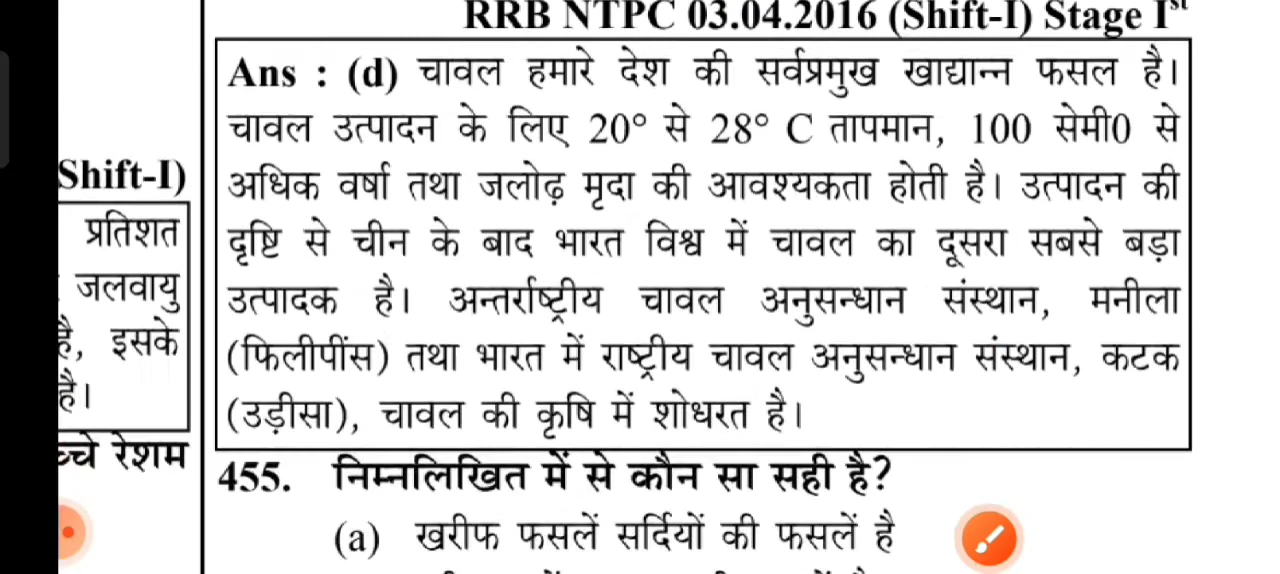 RRB NTPC 03.04.2016 (Shift-I) Stage Ist
Ans : (d) चावल हमारे देश की सर्वप्रमुख खाद्यान्न फसल है।
चावल उत्पादन के लिए 20° से 28° C तापमान, 100 सेमी0 से
अधिक वर्षा तथा जलोढ़ मृदा की आवश्यकता होती है। उत्पादन की
दृष्टि से चीन के बाद भारत विश्व में चावल का दूसरा सबसे बड़ा
उत्पादक है। अन्तर्राष्ट्रीय चावल अनुसन्धान संस्थान, मनीला
(फिलीपींस) तथा भारत में राष्ट्रीय चावल अनुसन्धान संस्थान, कटक
(उड़ीसा), चावल की कृषि में शोधरत है।
455. निम्नलिखित में से कौन सा सही है?
(a) खरीफ फसलें सर्दियों की फसलें है
Shift-I)
प्रतिशत
जलवायु
है, इसके
है।
रेशम